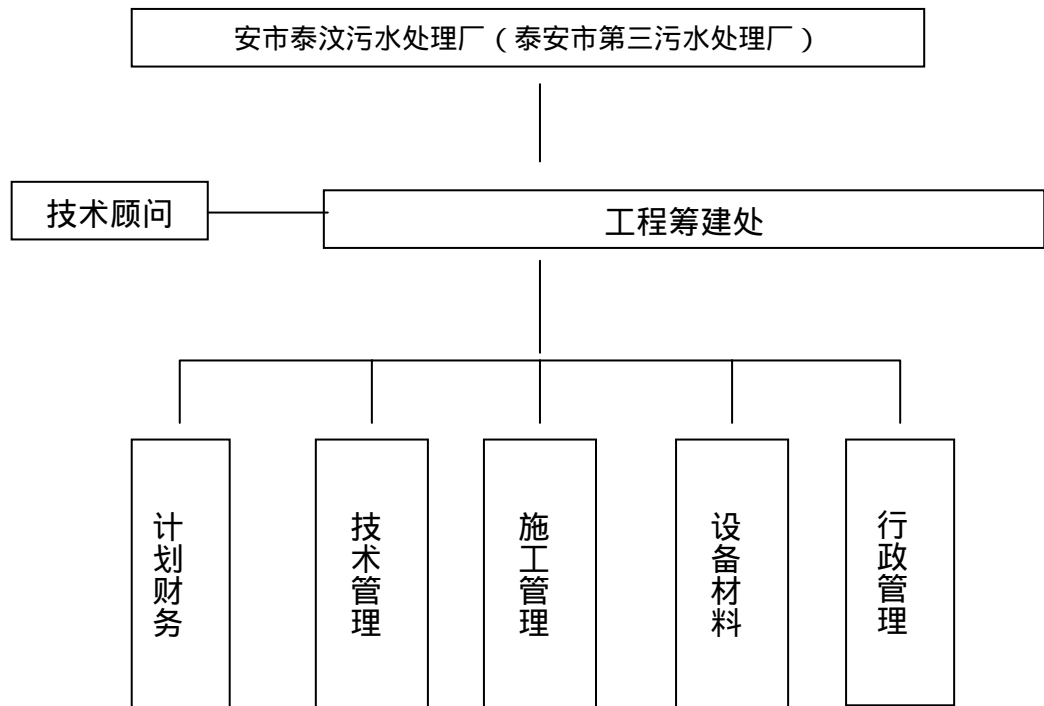 安市泰汶污水处理厂（泰安市第三污水处理厂）
技术顾问
工程筹建处
计划财务
技术管理
施工管理
设备材料
行政管理